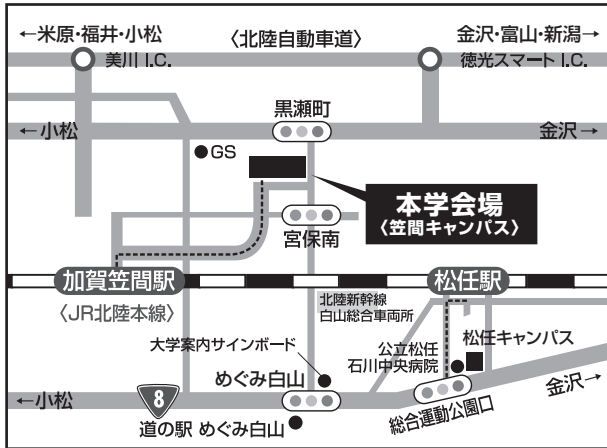 ←米原・福井・小松
〈北陸自動車道〉
金沢・富山・新潟→
美川 I.C.
徳光スマート I.C.
黒瀬町
←小松
金沢→
GS
本学会場
〈笠間キャンパス〉
宮保南
加賀笠間駅
松任駅
〈JR北陸本線〉
北陸新幹線
白山総合車両所
大学案内サインボード
公立松任
石川中央病院
松任キャンパス
めぐみ白山
←小松
8
総合運動公園口
金沢→
道の駅 めぐみ白山